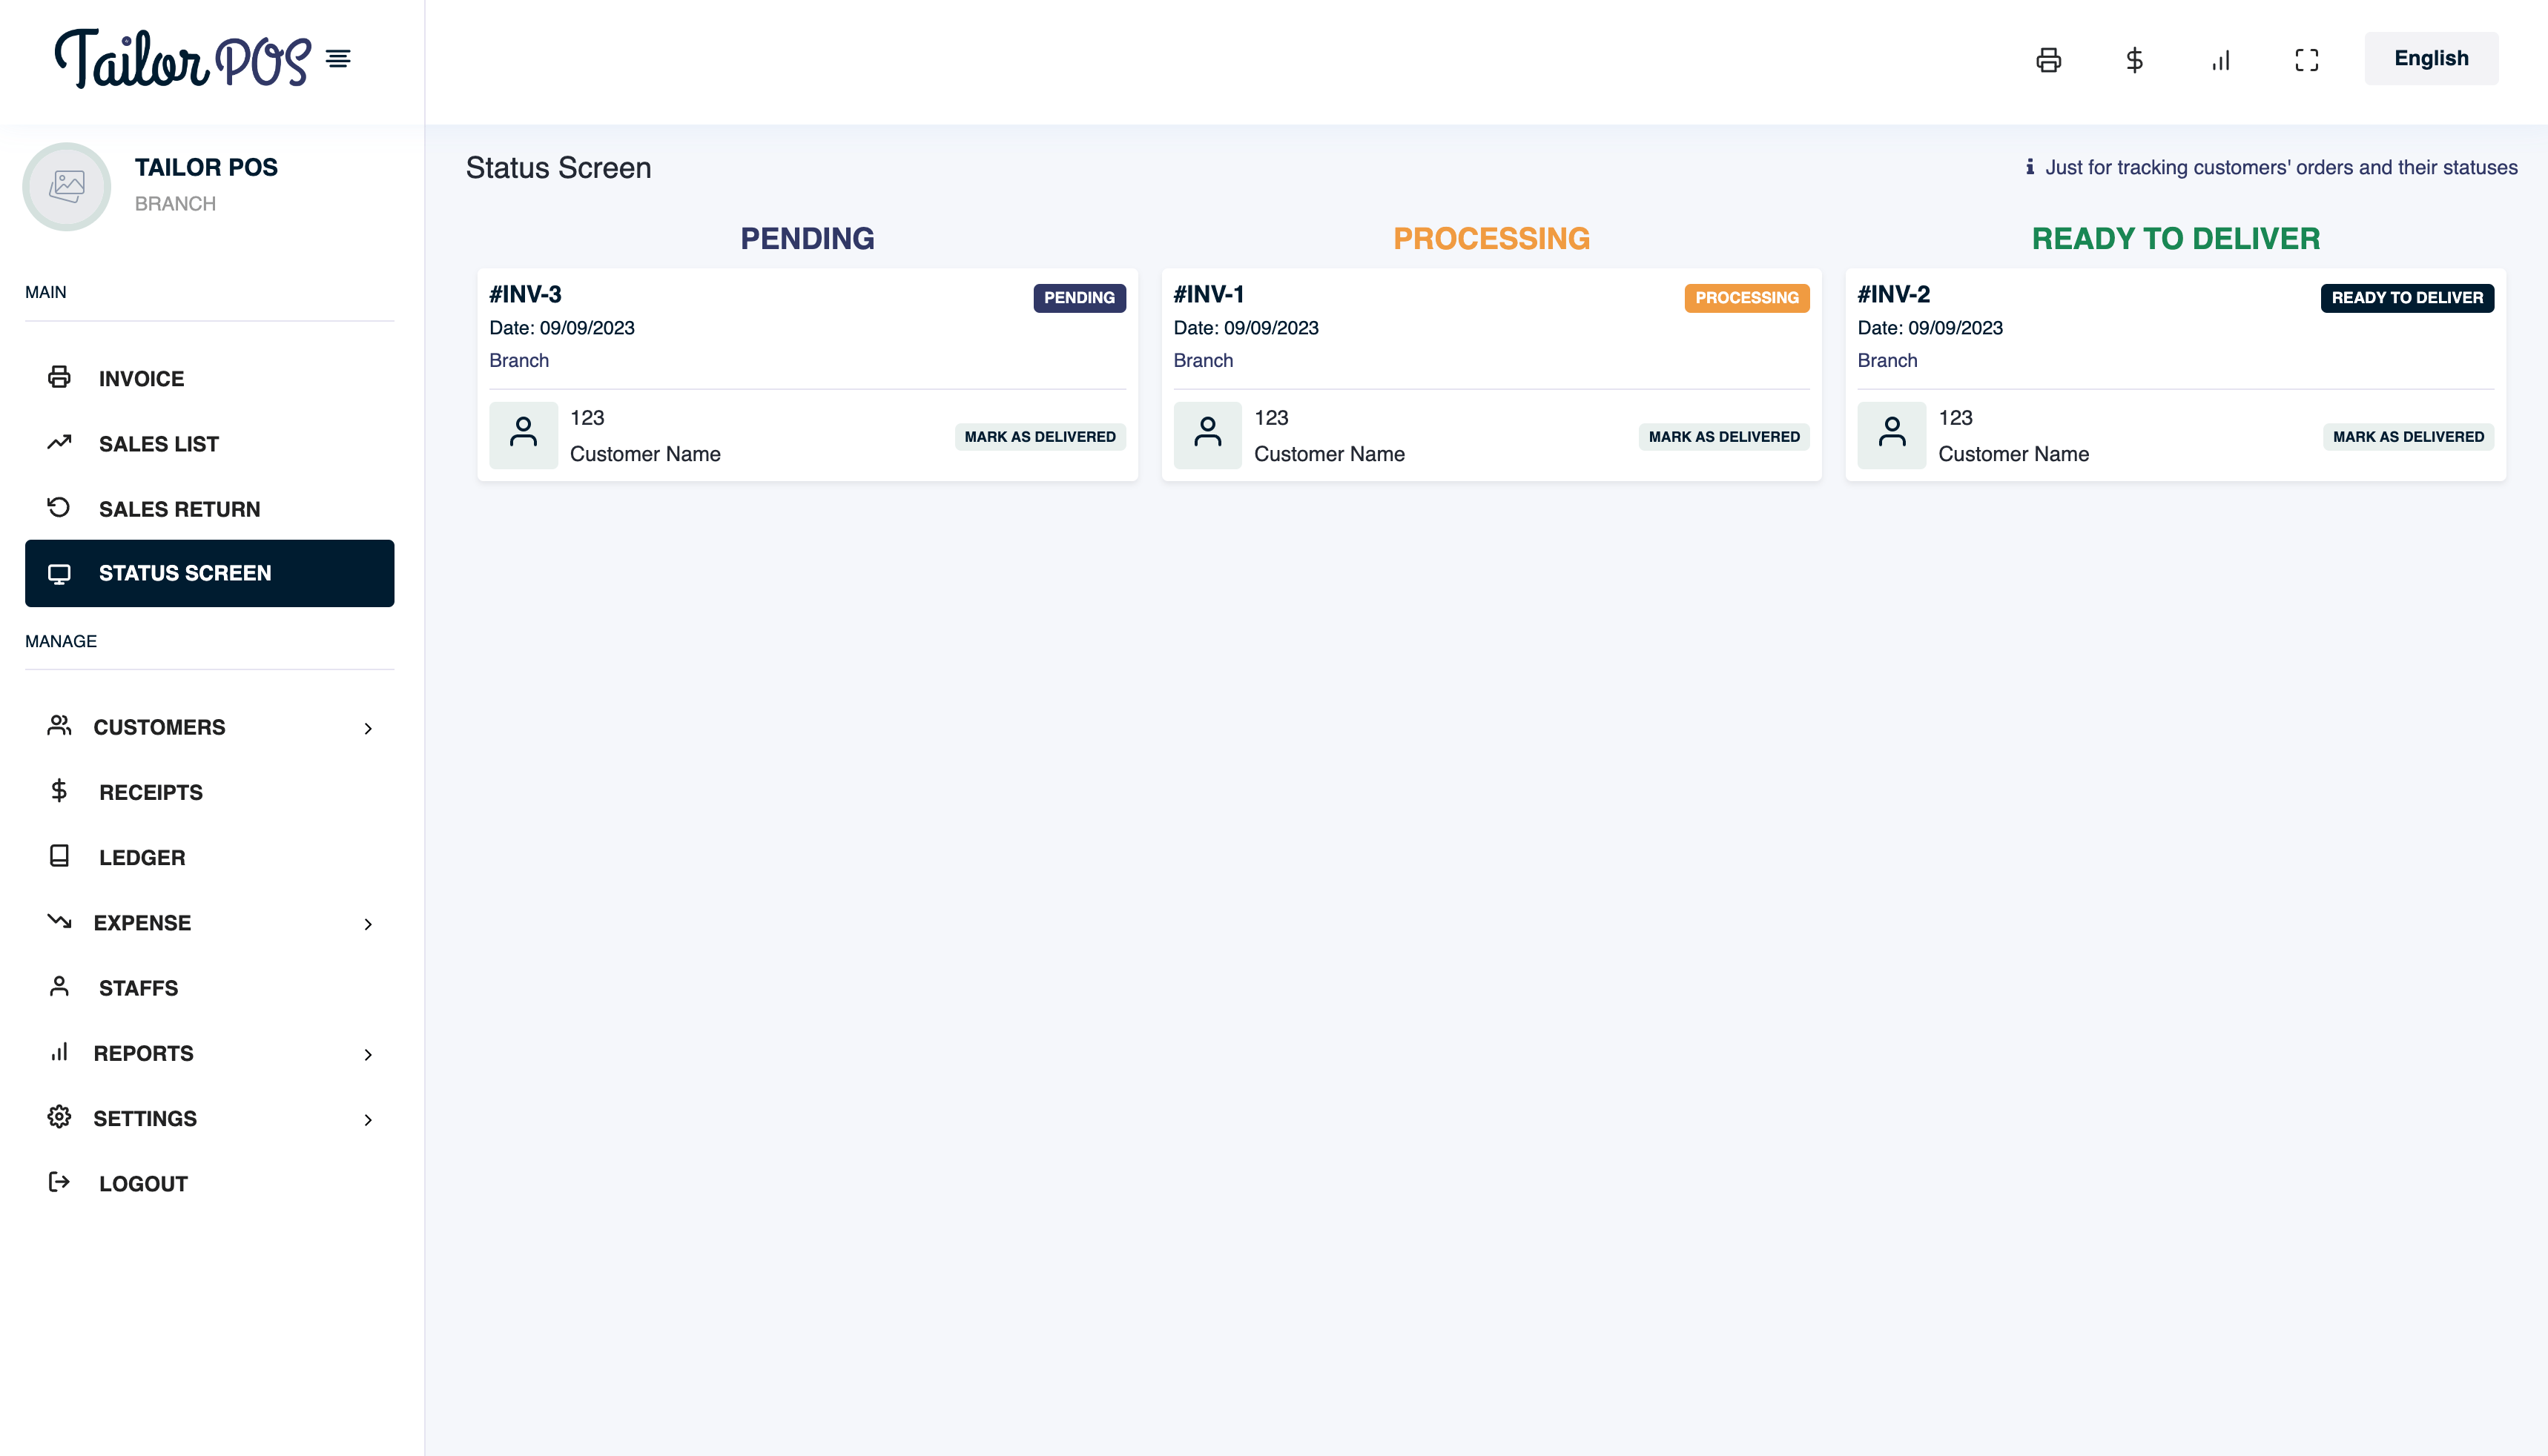 Tailor POS
English
TAILOR POS
BRANCH
MAIN
INVOICE
SALES LIST
SALES RETURN
STATUS SCREEN
MANAGE
CUSTOMERS
RECEIPTS
LEDGER
EXPENSE
STAFFS
REPORTS
SETTINGS
LOGOUT
Status Screen
Just for tracking customers' orders and their statuses
PENDING
#INV-3
PENDING
Date: 09/09/2023
Branch
123
Customer Name
MARK AS DELIVERED
PROCESSING
#INV-1
PROCESSING
Date: 09/09/2023
Branch
123
Customer Name
MARK AS DELIVERED
READY TO DELIVER
#INV-2
READY TO DELIVER
Date: 09/09/2023
Branch
123
Customer Name
MARK AS DELIVERED